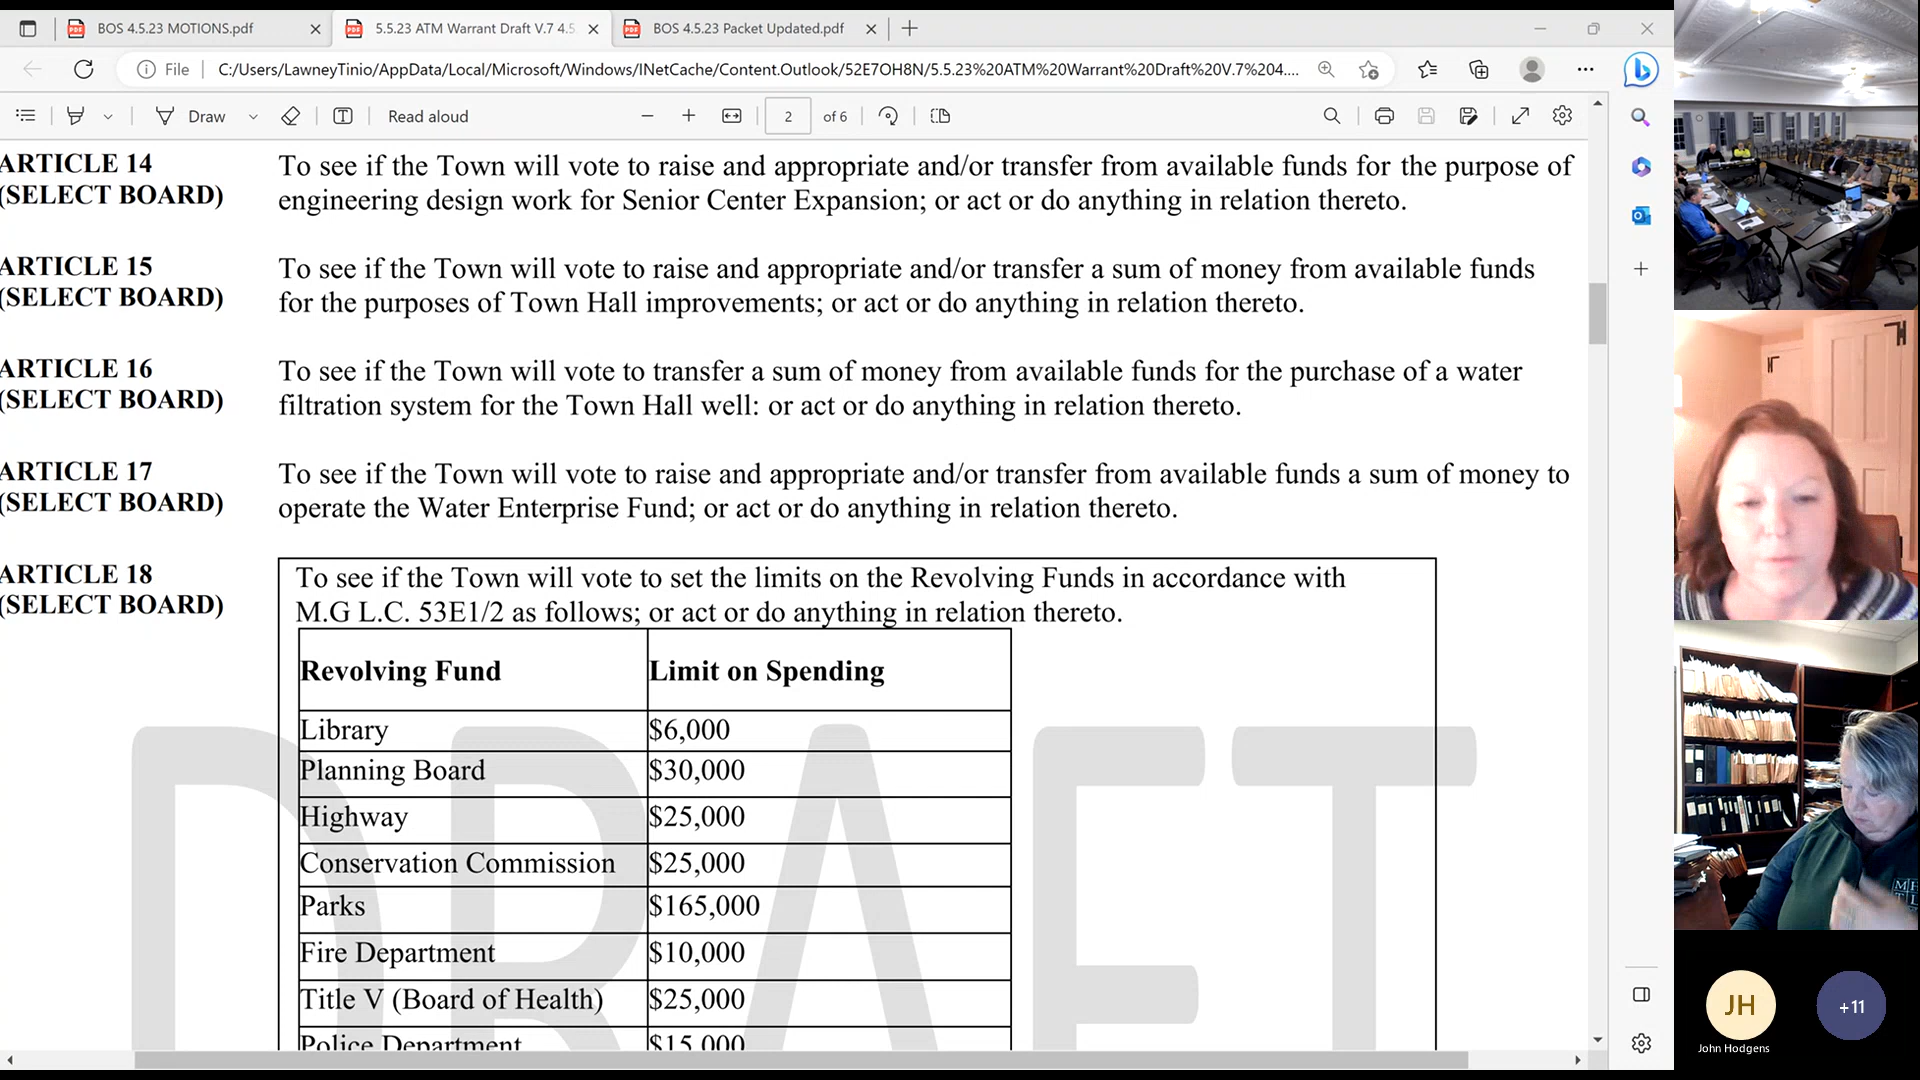 BOS 4.5.23 MOTIONS.pdf
5.5.23 ATM Warrant Draft V.7 4.5
BOS 4.5.23 Packet Updated.pdf
File
C:/Users/LawneyTinio/AppData/Local/Microsoft/Windows/INetCache/Content.Outlook/52E7OH8N/5.5.23%20ATM%20Warrant%20Draft%20V.7%204....
Draw
Read aloud
2 of 6
ARTICLE 14
(SELECT BOARD)
To see if the Town will vote to raise and appropriate and/or transfer from available funds for the purpose of
engineering design work for Senior Center Expansion; or act or do anything in relation thereto.
ARTICLE 15
(SELECT BOARD)
To see if the Town will vote to raise and appropriate and/or transfer a sum of money from available funds
for the purposes of Town Hall improvements; or act or do anything in relation thereto.
ARTICLE 16
(SELECT BOARD)
To see if the Town will vote to transfer a sum of money from available funds for the purchase of a water
filtration system for the Town Hall well: or act or do anything in relation thereto.
ARTICLE 17
(SELECT BOARD)
To see if the Town will vote to raise and appropriate and/or transfer from available funds a sum of money to
operate the Water Enterprise Fund; or act or do anything in relation thereto.
ARTICLE 18
(SELECT BOARD)
To see if the Town will vote to set the limits on the Revolving Funds in accordance with
M.G L.C. 53E1/2 as follows; or act or do anything in relation thereto.
Revolving Fund Limit on Spending
Library $6,000
Planning Board $30,000
Highway $25,000
Conservation Commission $25,000
Parks $165,000
Fire Department $10,000
Title V (Board of Health) $25,000
Police Department $15,000
DRAFT
JH
+11
John Hodgens